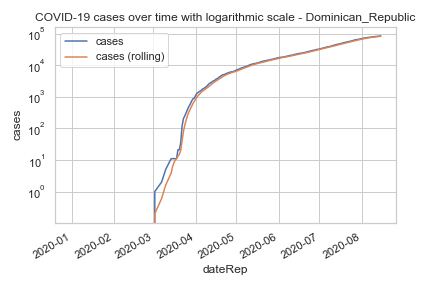 COVID-19 cases over time with logarithmic scale - Dominican_Republic
cases
cases (rolling)
10^5
10^4
10^3
10^2
10^1
10^0
cases
2020-01
2020-02
2020-03
2020-04
2020-05
2020-06
2020-07
2020-08
dateRep